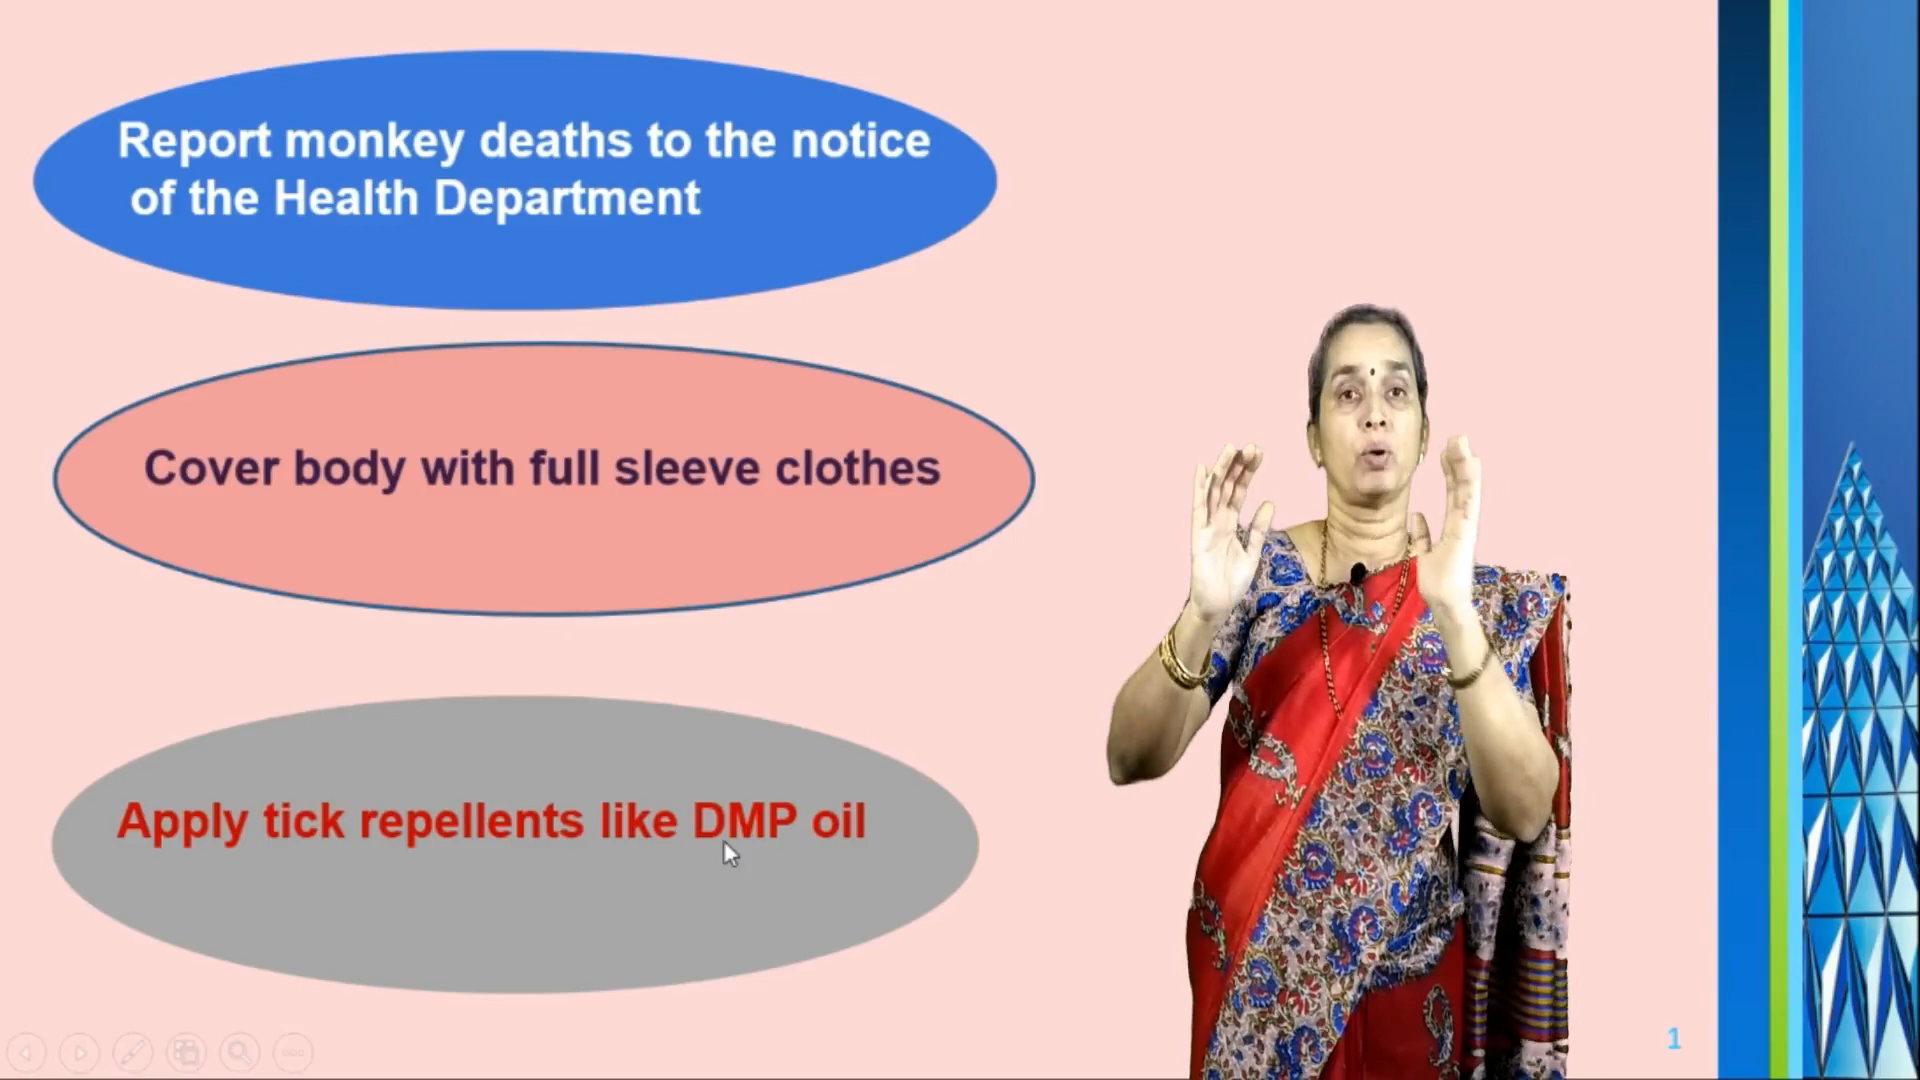 Report monkey deaths to the notice
of the Health Department
Cover body with full sleeve clothes
Apply tick repellents like DMP oil
1